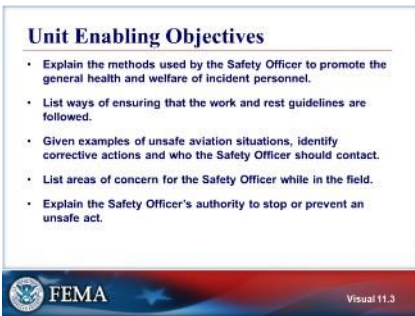 Unit Enabling Objectives
• Explain the methods used by the Safety Officer to promote the
general health and welfare of incident personnel.
• List ways of ensuring that the work and rest guidelines are
followed.
• Given examples of unsafe aviation situations, identify
corrective actions and who the Safety Officer should contact.
• List areas of concern for the Safety Officer while in the field.
• Explain the Safety Officer's authority to stop or prevent an
unsafe act.
FEMA
Visual 11.3